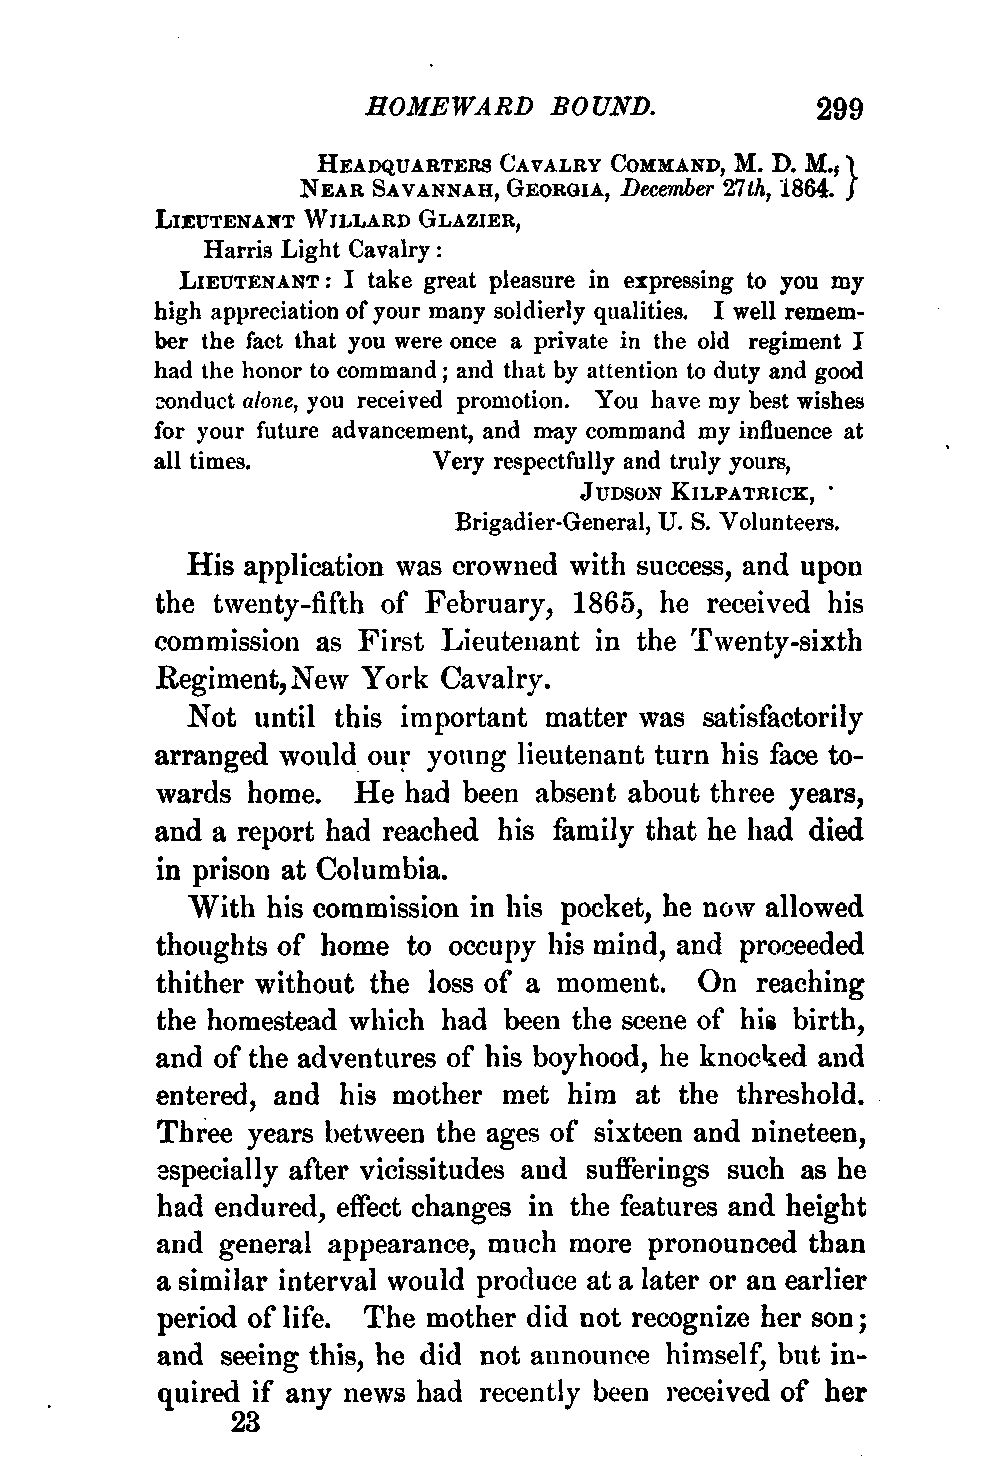 HOMEWARD BOUND. 299
HEADQUARTERS CAVALRY COMMAND, M. D. M., }
NEAR SAVANNAH, GEORGIA, December 27th, 1864. }
LIEUTENANT WILLARD GLAZIER,
Harris Light Cavalry :
LIEUTENANT : I take great pleasure in expressing to you my
high appreciation of your many soldierly qualities. I well remem-
ber the fact that you were once a private in the old regiment I
had the honor to command ; and that by attention to duty and good
conduct alone, you received promotion. You have my best wishes
for your future advancement, and may command my influence at
all times. Very respectfully and truly yours,
JUDSON KILPATRICK,
Brigadier-General, U. S. Volunteers.
His application was crowned with success, and upon
the twenty-fifth of February, 1865, he received his
commission as First Lieutenant in the Twenty-sixth
Regiment, New York Cavalry.
Not until this important matter was satisfactorily
arranged would our young lieutenant turn his face to-
wards home. He had been absent about three years,
and a report had reached his family that he had died
in prison at Columbia.
With his commission in his pocket, he now allowed
thoughts of home to occupy his mind, and proceeded
thither without the loss of a moment. On reaching
the homestead which had been the scene of his birth,
and of the adventures of his boyhood, he knocked and
entered, and his mother met him at the threshold.
Three years between the ages of sixteen and nineteen,
especially after vicissitudes and sufferings such as he
had endured, effect changes in the features and height
and general appearance, much more pronounced than
a similar interval would produce at a later or an earlier
period of life. The mother did not recognize her son ;
and seeing this, he did not announce himself, but in-
quired if any news had recently been received of her
23